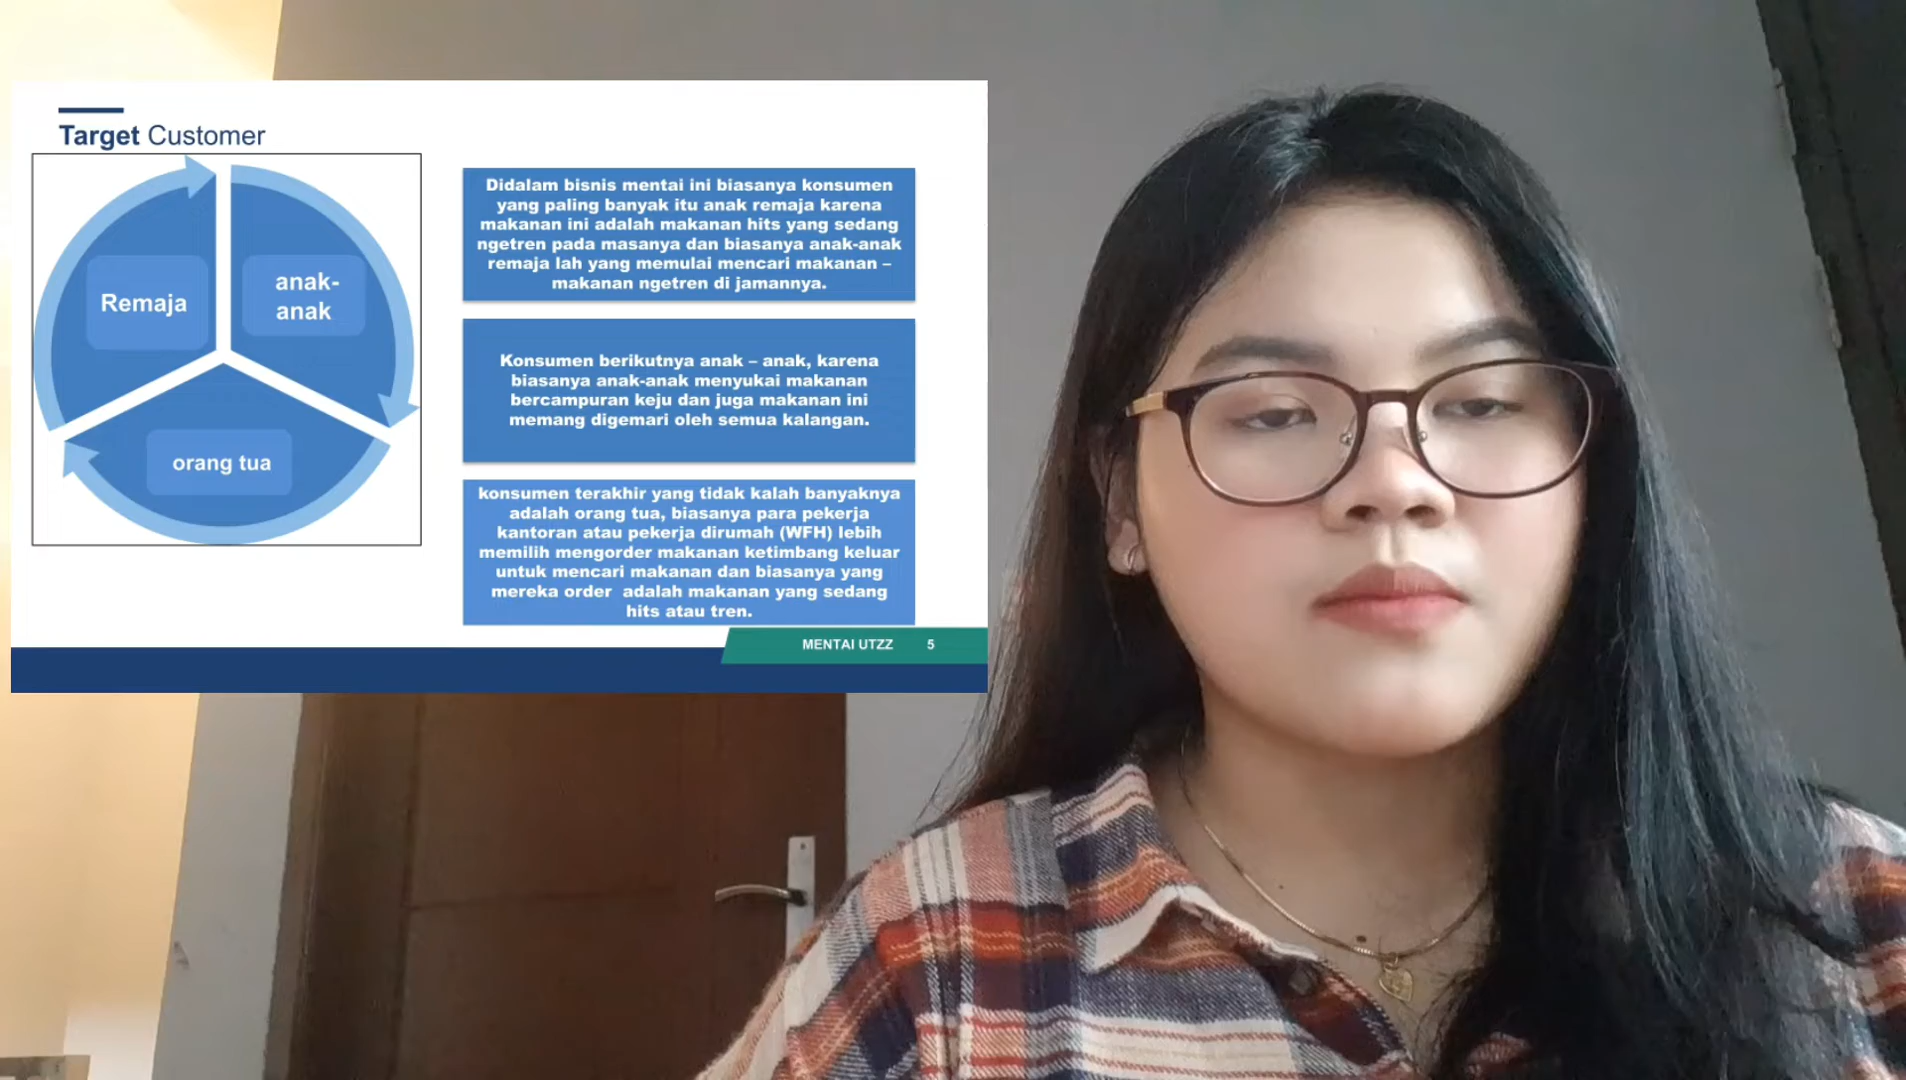 Target Customer
Remaja
anak-
anak
orang tua
Didalam bisnis mentai ini biasanya konsumen
yang paling banyak itu anak remaja karena
makanan ini adalah makanan hits yang sedang
ngetren pada masanya dan biasanya anak-anak
remaja lah yang memulai mencari makanan –
makanan ngetren di jamannya.
Konsumen berikutnya anak – anak, karena
biasanya anak-anak menyukai makanan
bercampuran keju dan juga makanan ini
memang digemari oleh semua kalangan.
konsumen terakhir yang tidak kalah banyaknya
adalah orang tua, biasanya para pekerja
kantoran atau pekerja dirumah (WFH) lebih
memilih mengorder makanan ketimbang keluar
untuk mencari makanan dan biasanya yang
mereka order  adalah makanan yang sedang
hits atau tren.
MENTAI UTZZ 5